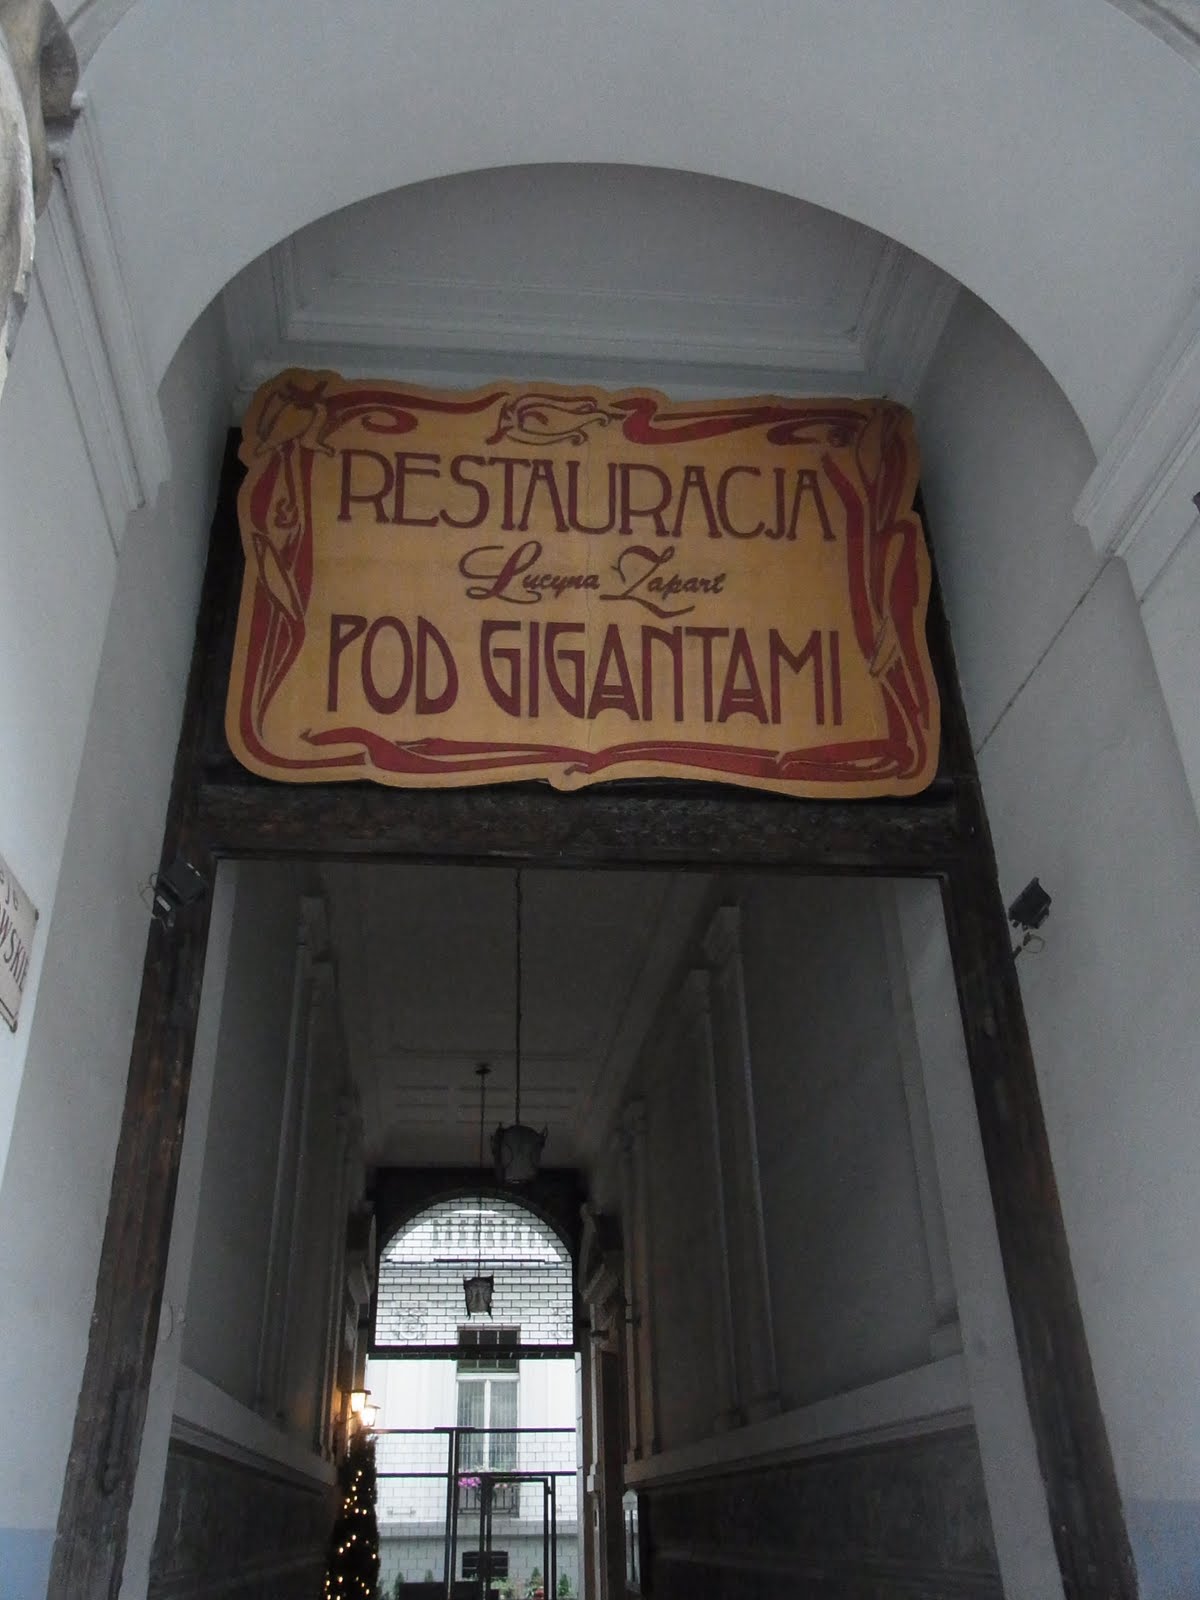 RESTAURACJA
Lucyna Zapart
POD GIGANTAMI